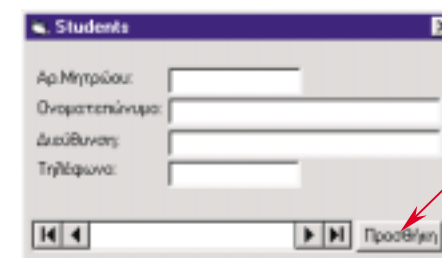 Students
Αρ.Μητρώου:
Ονοματεπώνυμο:
Διεύθυνση:
Τηλέφωνο:
Προσθήκη